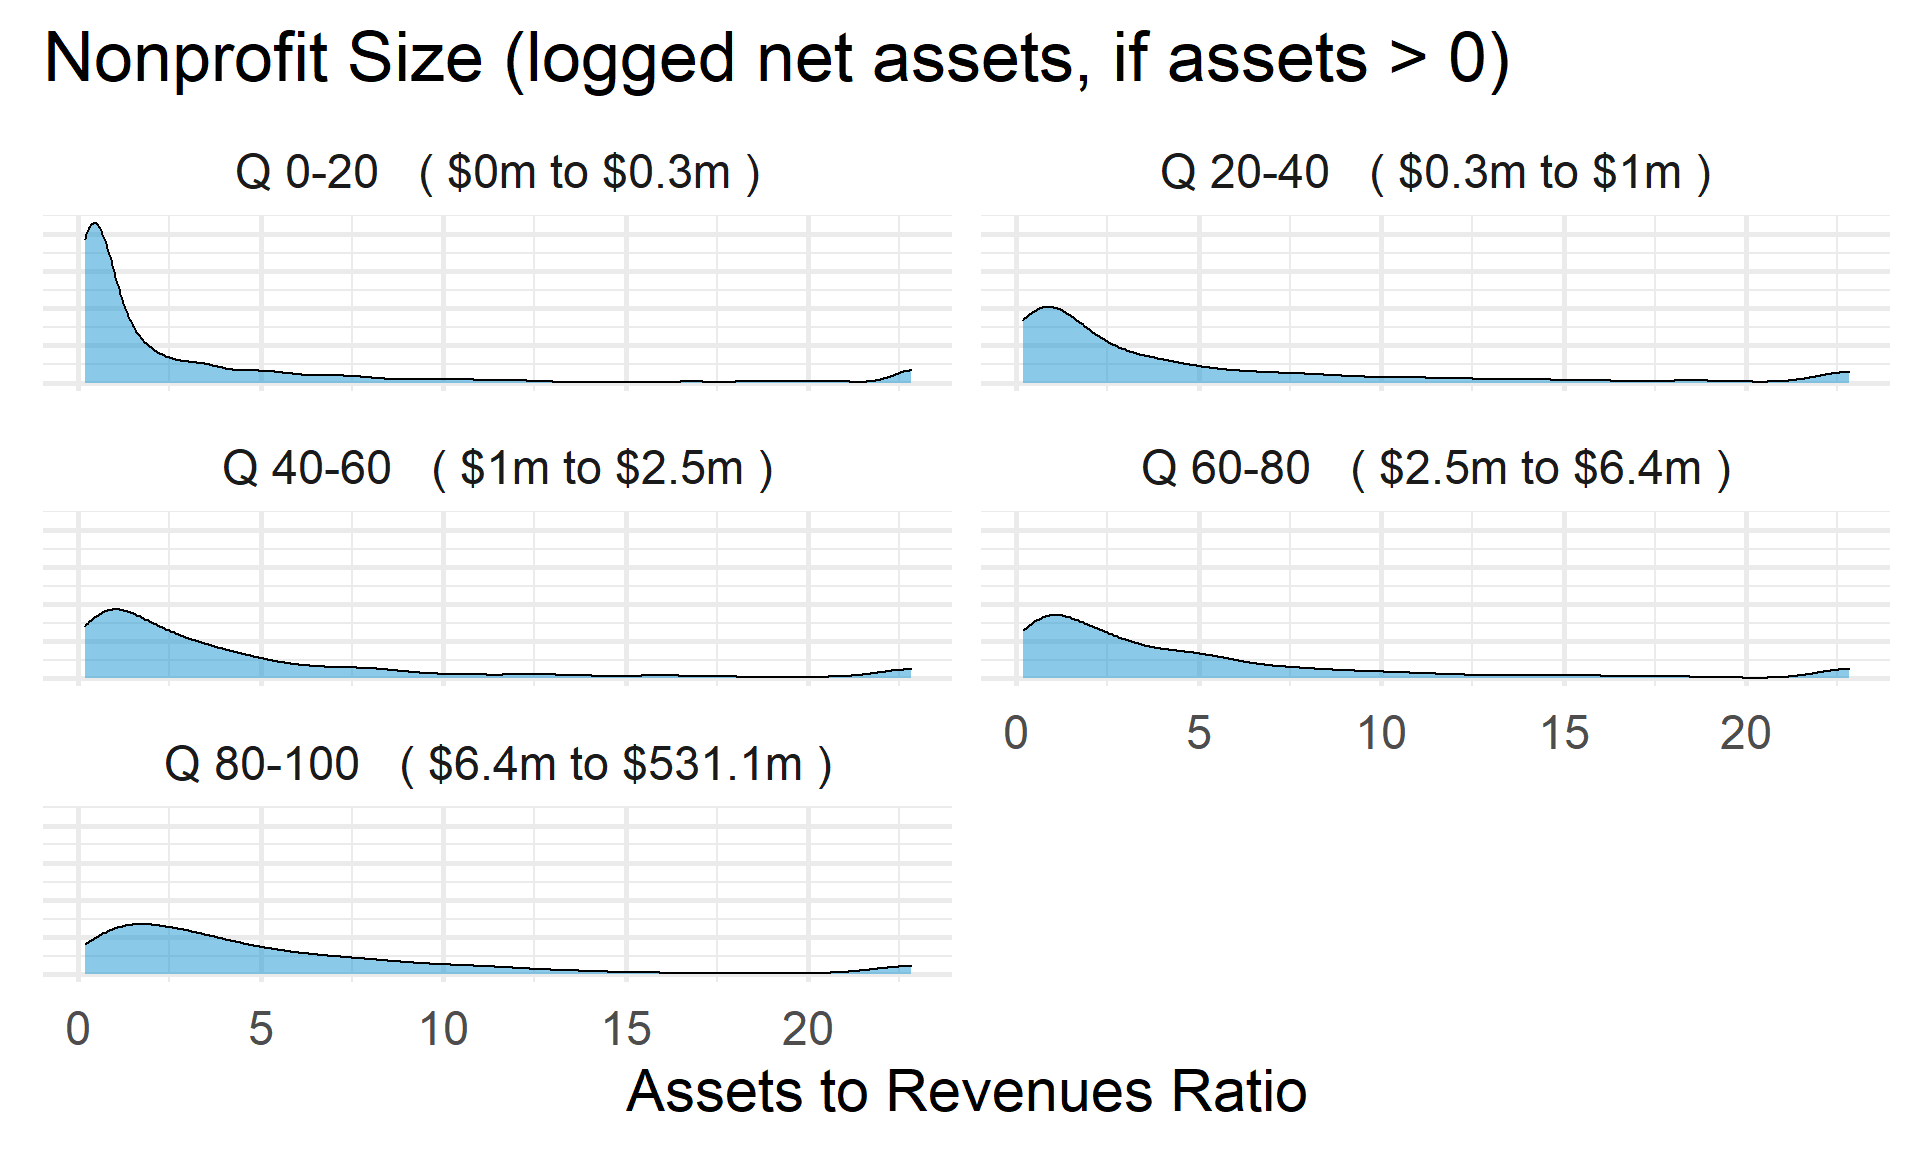 Nonprofit Size (logged net assets, if assets > 0)
Q 0-20 ( $0m to $0.3m )
Q 20-40 ( $0.3m to $1m )
Q 40-60 ( $1m to $2.5m )
Q 60-80 ( $2.5m to $6.4m )
0 5 10 15 20
Q 80-100 ( $6.4m to $531.1m )
0 5 10 15 20
Assets to Revenues Ratio